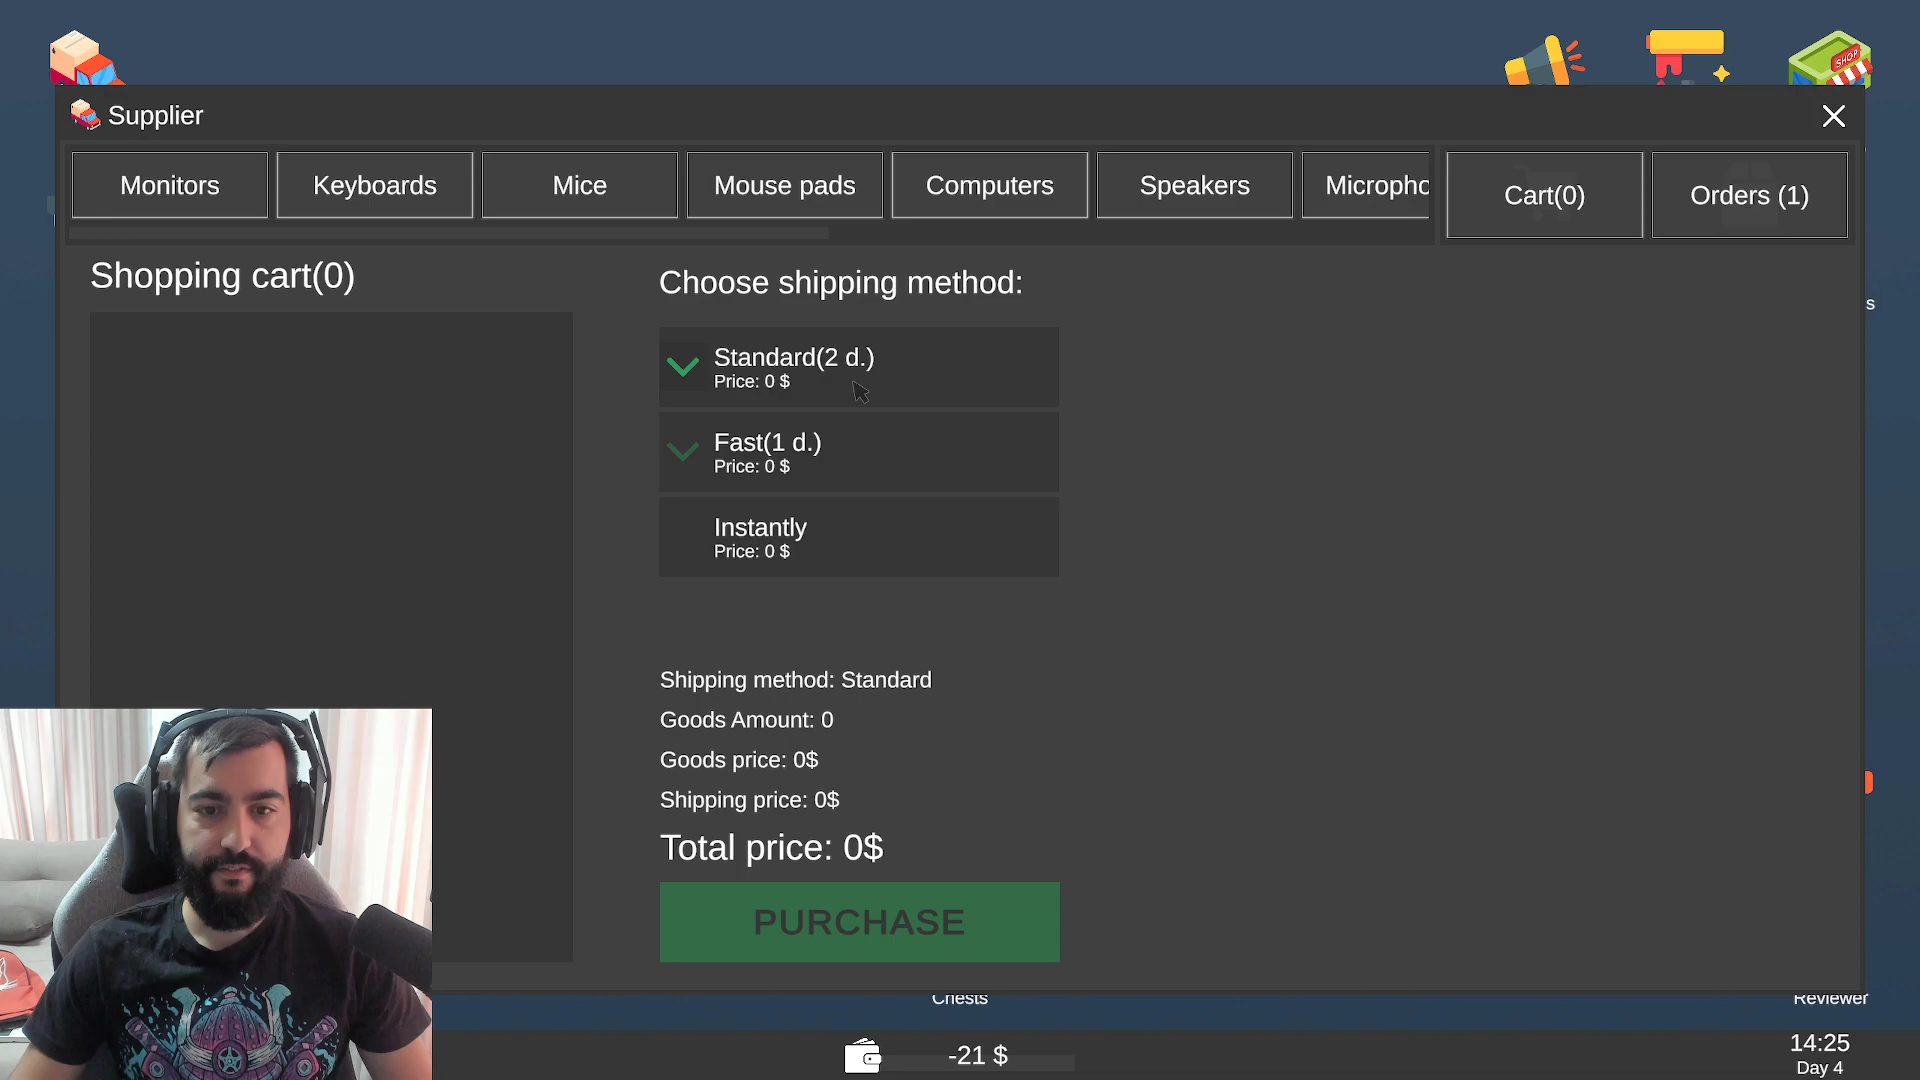 SHOP
Supplier
Monitors
Keyboards
Mice
Mouse pads
Computers
Speakers
Micropho
Cart(0)
Orders (1)
Shopping cart(0)
Choose shipping method:
s
Standard(2 d.)
Price: 0 $
Fast(1 d.)
Price: 0 $
Instantly
Price: 0 $
Shipping method: Standard
Goods Amount: 0
Goods price: 0$
Shipping price: 0$
Total price: 0$
PURCHASE
Chests
Reviewer
-21 $
14:25
Day 4